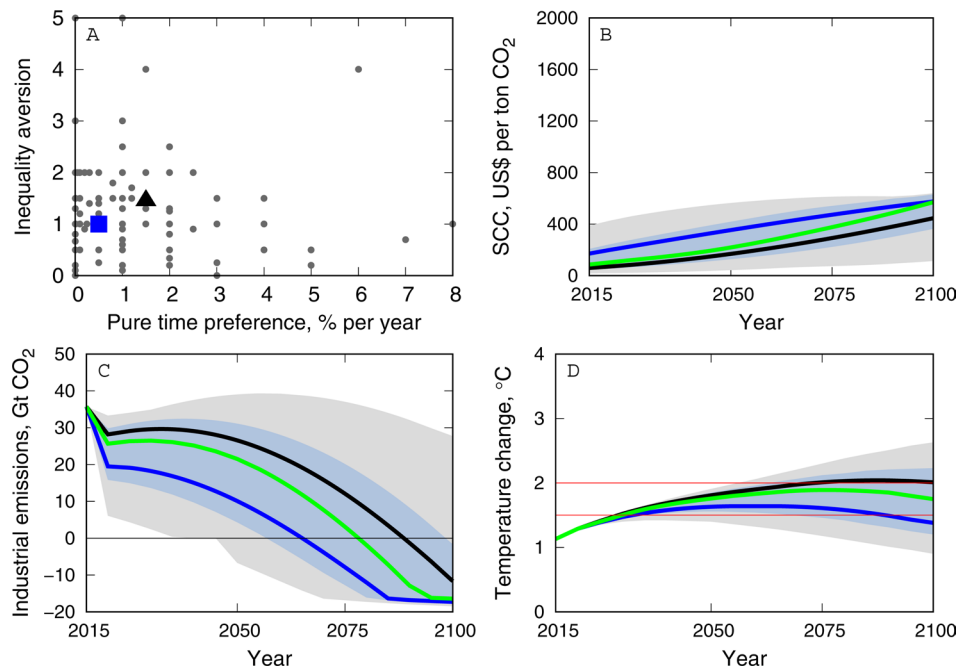 A
5
4
3
2
1
0
Inequality aversion
0 1 2 3 4 5 6 7 8
Pure time preference, % per year
B
2000
1600
1200
800
400
0
SCC, US$ per ton CO₂
2015 2050 2075 2100
Year
C
50
40
30
20
10
0
−10
−20
Industrial emissions, Gt CO₂
2015 2050 2075 2100
Year
D
4
3
2
1
0
Temperature change, °C
2015 2050 2075 2100
Year